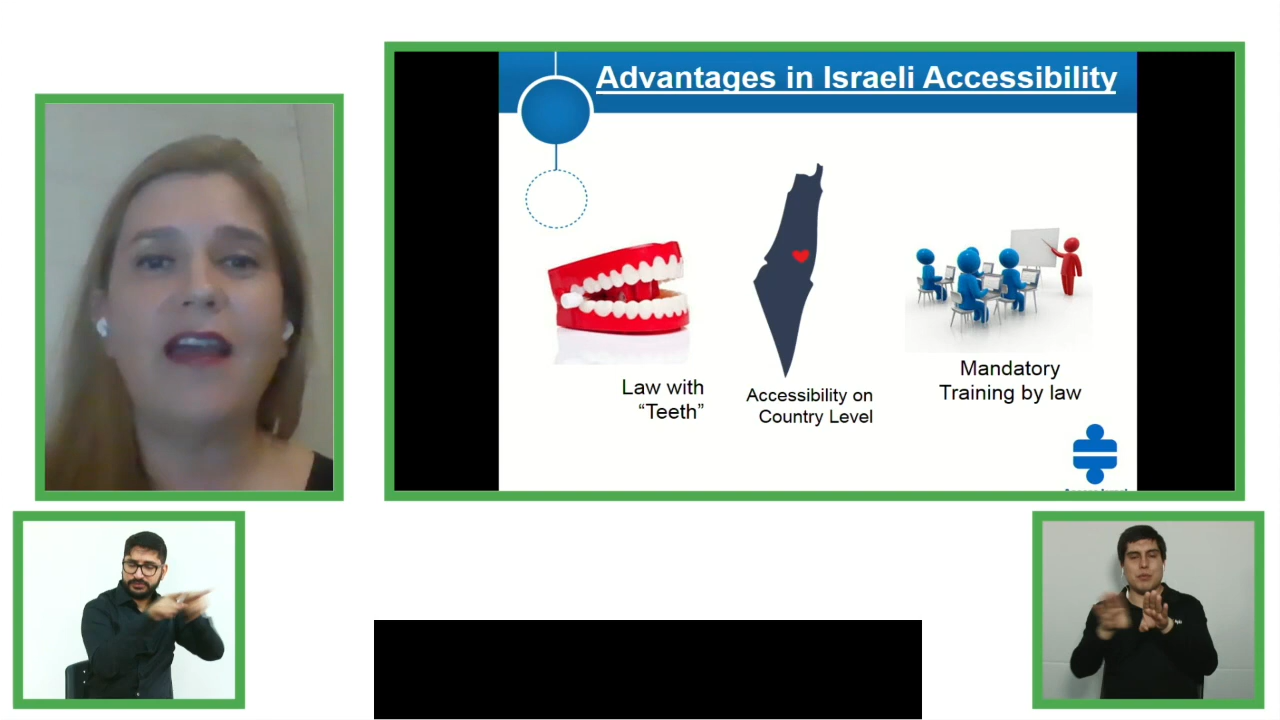 Advantages in Israeli Accessibility
Law with
“Teeth”
Accessibility on
Country Level
Mandatory
Training by law